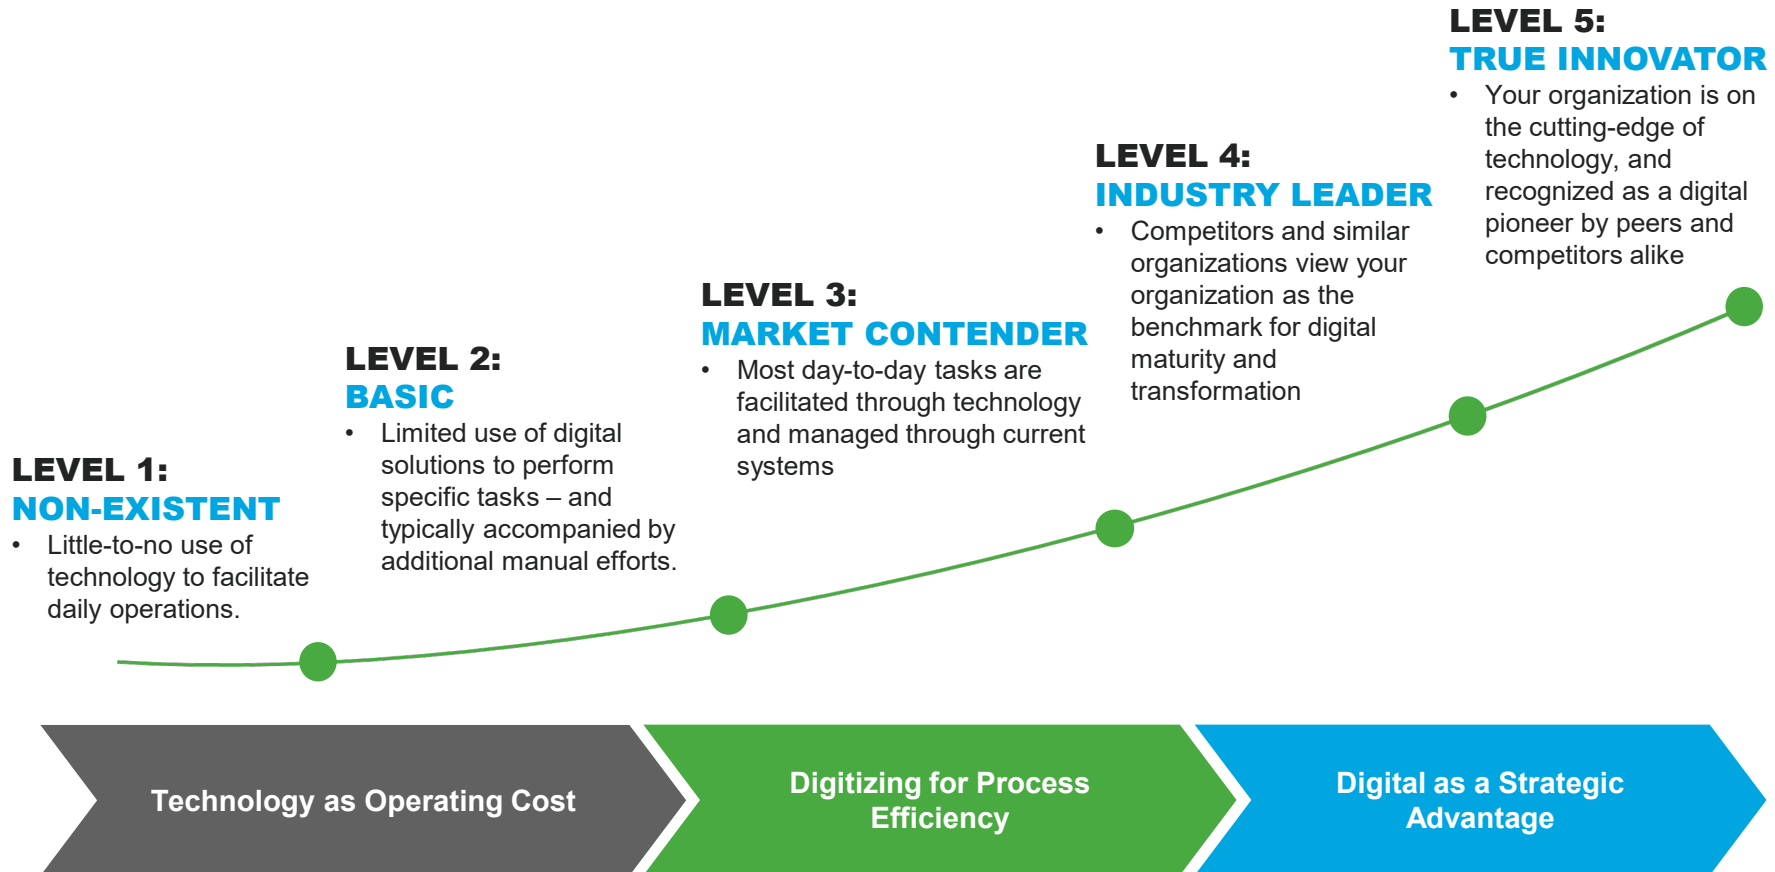 LEVEL 1:
NON-EXISTENT
• Little-to-no use of
technology to facilitate
daily operations.
LEVEL 2:
BASIC
• Limited use of digital
solutions to perform
specific tasks – and
typically accompanied by
additional manual efforts.
LEVEL 3:
MARKET CONTENDER
• Most day-to-day tasks are
facilitated through technology
and managed through current
systems
LEVEL 4:
INDUSTRY LEADER
• Competitors and similar
organizations view your
organization as the
benchmark for digital
maturity and
transformation
LEVEL 5:
TRUE INNOVATOR
• Your organization is on
the cutting-edge of
technology, and
recognized as a digital
pioneer by peers and
competitors alike
Technology as Operating Cost
Digitizing for Process
Efficiency
Digital as a Strategic
Advantage